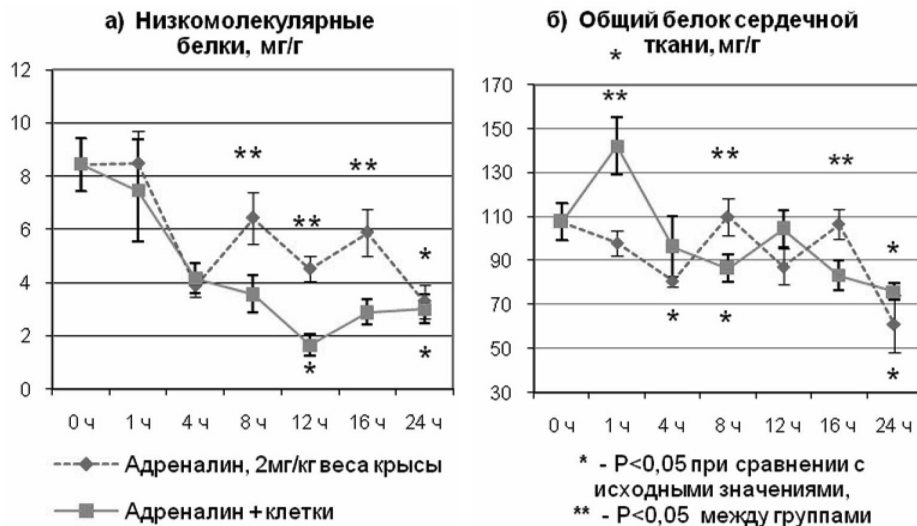 а) Низкомолекулярные
белки, мг/г
12
10
8
6
4
2
0
** ** ** * * *
0 ч 1 ч 4 ч 8 ч 12 ч 16 ч 24 ч
б) Общий белок сердечной
ткани, мг/г
170
150
130
110
90
70
50
30
*
** ** ** * * * *
0 ч 1 ч 4 ч 8 ч 12 ч 16 ч 24 ч
Адреналин, 2мг/кг веса крысы
Адреналин +клетки
* - P<0,05 при сравнении с
исходными значениями,
** - P<0,05 между группами